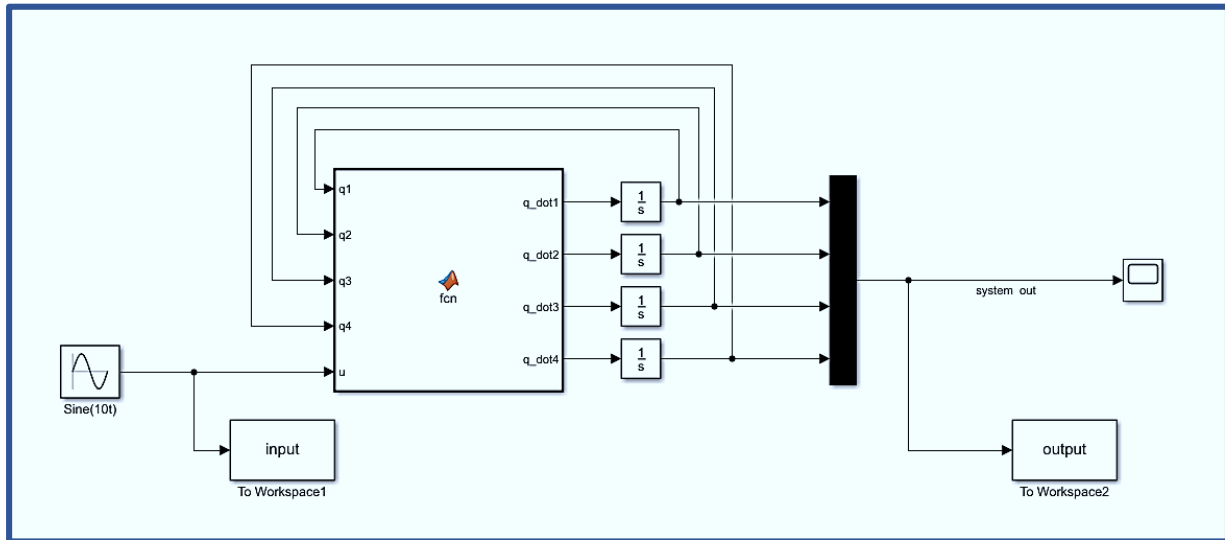 q1
q2
q3
q4
u
fcn
q_dot1
q_dot2
q_dot3
q_dot4
1
s
1
s
1
s
1
s
system out
Sine(10t)
input
To Workspace1
output
To Workspace2